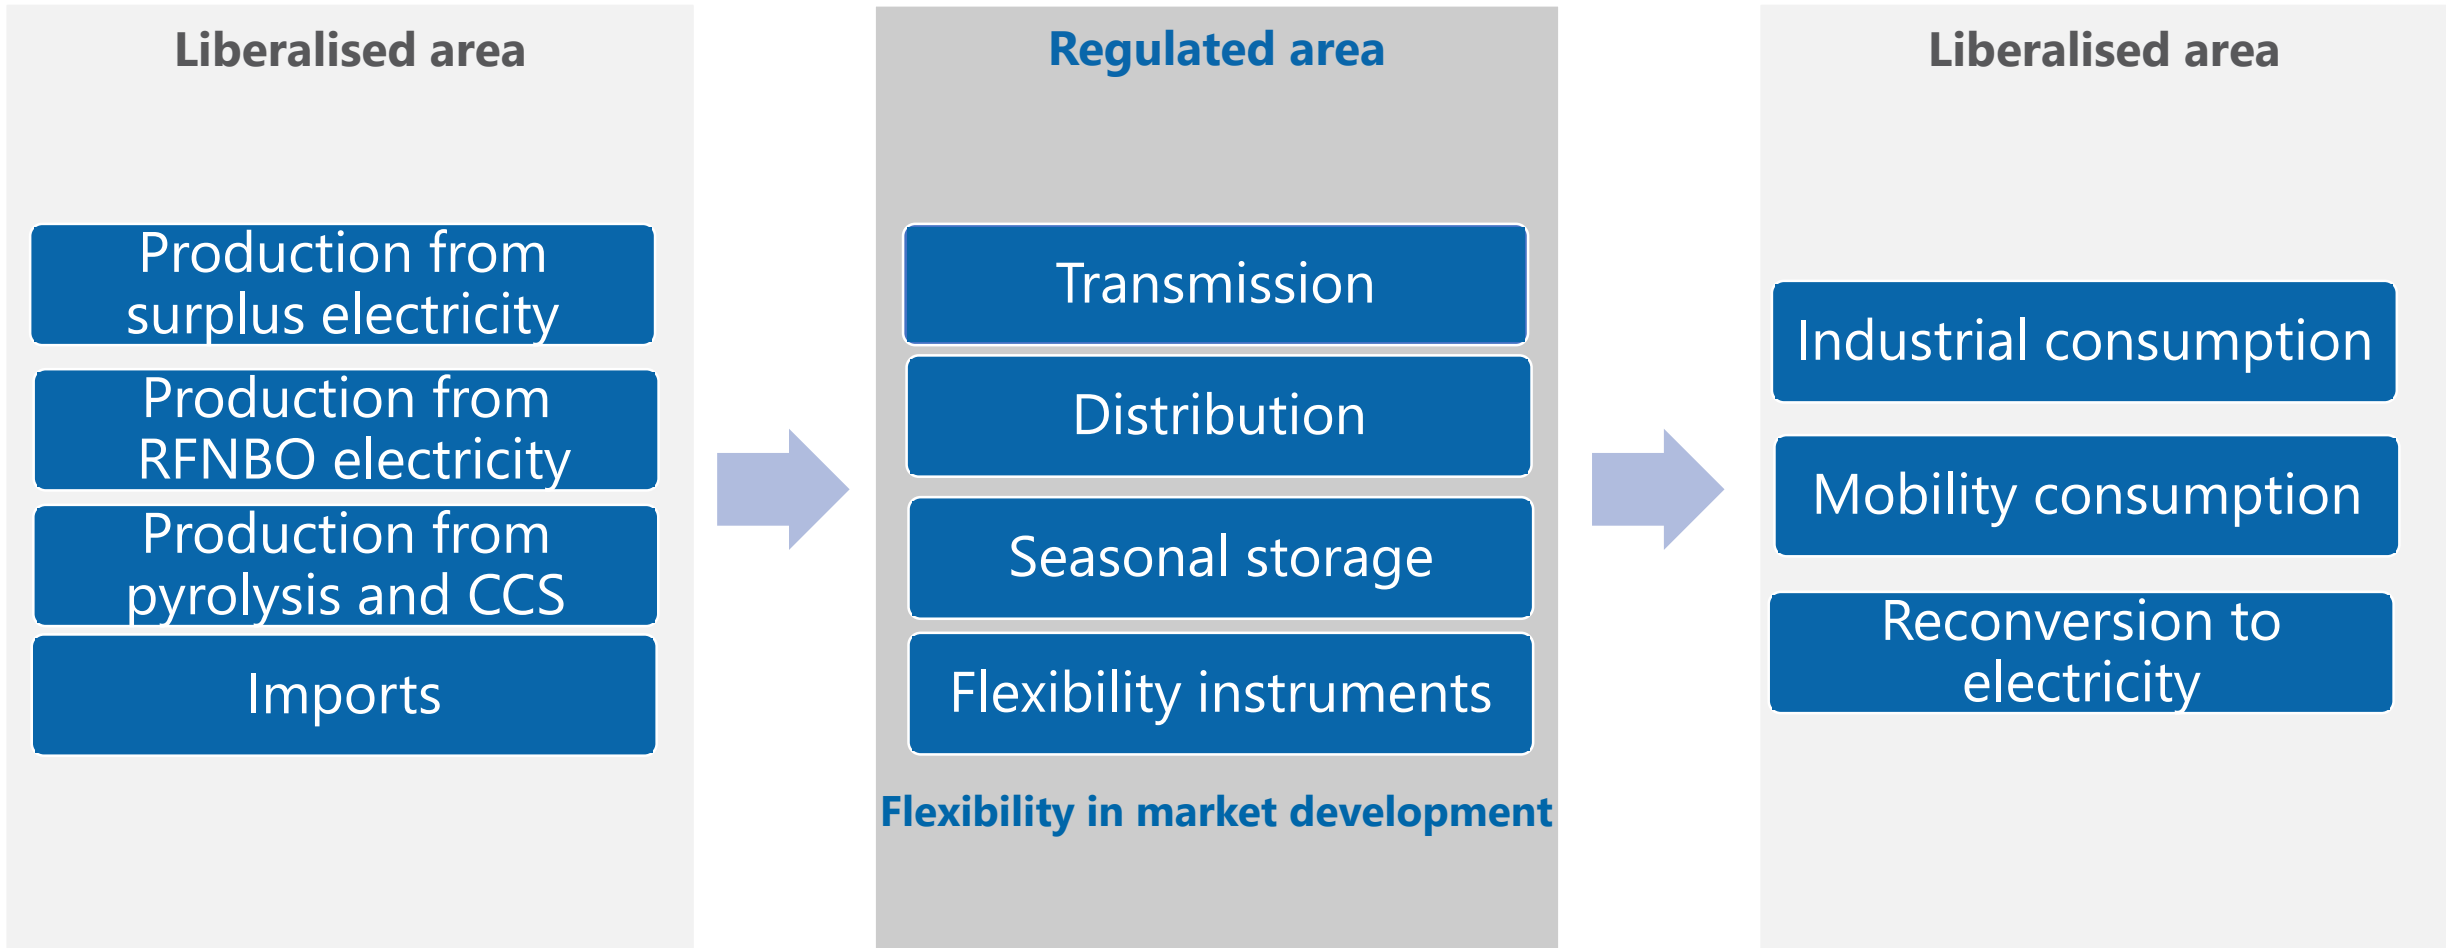 Liberalised area
Production from
surplus electricity
Production from
RFNBO electricity
Production from
pyrolysis and CCS
Imports
Regulated area
Transmission
Distribution
Seasonal storage
Flexibility instruments
Flexibility in market development
Liberalised area
Industrial consumption
Mobility consumption
Reconversion to
electricity